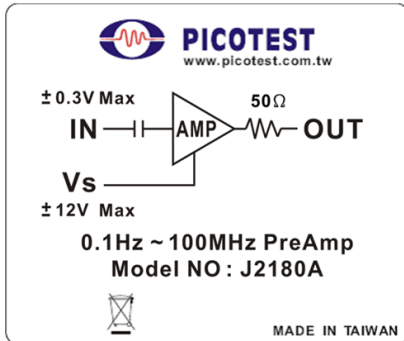 PICOTEST
www.picotest.com.tw
± 0.3V Max
50Ω
IN AMP OUT
Vs
± 12V Max
0.1Hz ~ 100MHz PreAmp
Model NO : J2180A
MADE IN TAIWAN